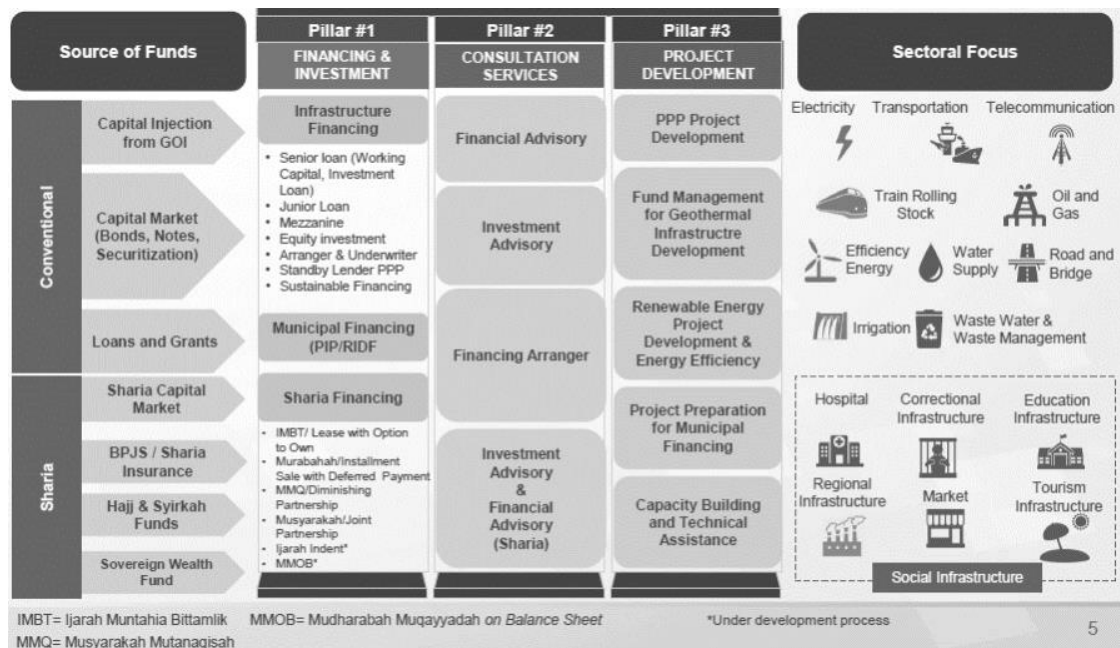 Source of Funds
Conventional
Capital Injection
from GOI
Capital Market
(Bonds, Notes,
Securitization)
Loans and Grants
Sharia
Sharia Capital
Market
BPJS / Sharia
Insurance
Hajj & Syirkah
Funds
Sovereign Wealth
Fund
Pillar #1
FINANCING &
INVESTMENT
Infrastructure
Financing
• Senior loan (Working
Capital, Investment
Loan)
• Junior Loan
• Mezzanine
• Equity investment
• Arranger & Underwriter
• Standby Lender PPP
• Sustainable Financing
Municipal Financing
(PIP/RIDF
Sharia Financing
• IMBT/ Lease with Option
to Own
• Murabahah/Installment
Sale with Deferred Payment
• MMQ/Diminishing
Partnership
• Musyarakah/Joint
Partnership
• Ijarah Indent*
• MMOB*
Pillar #2
CONSULTATION
SERVICES
Financial Advisory
Investment
Advisory
Financing Arranger
Investment
Advisory
&
Financial
Advisory
(Sharia)
Pillar #3
PROJECT
DEVELOPMENT
PPP Project
Development
Fund Management
for Geothermal
Infrastructre
Development
Renewable Energy
Project
Development &
Energy Efficiency
Project Preparation
for Municipal
Financing
Capacity Building
and Technical
Assistance
Sectoral Focus
Electricity
Transportation
Telecommunication
Train Rolling
Stock
Oil and
Gas
Efficiency
Energy
Water
Supply
Road and
Bridge
Irrigation
Waste Water &
Waste Management
Hospital
Correctional
Infrastructure
Education
Infrastructure
Regional
Infrastructure
Market
Tourism
Infrastructure
Social Infrastructure
IMBT= Ijarah Muntahia Bittamlik
MMOB= Mudharabah Muqayyadah on Balance Sheet
*Under development process
MMQ= Musyarakah Mutanaqisah
5